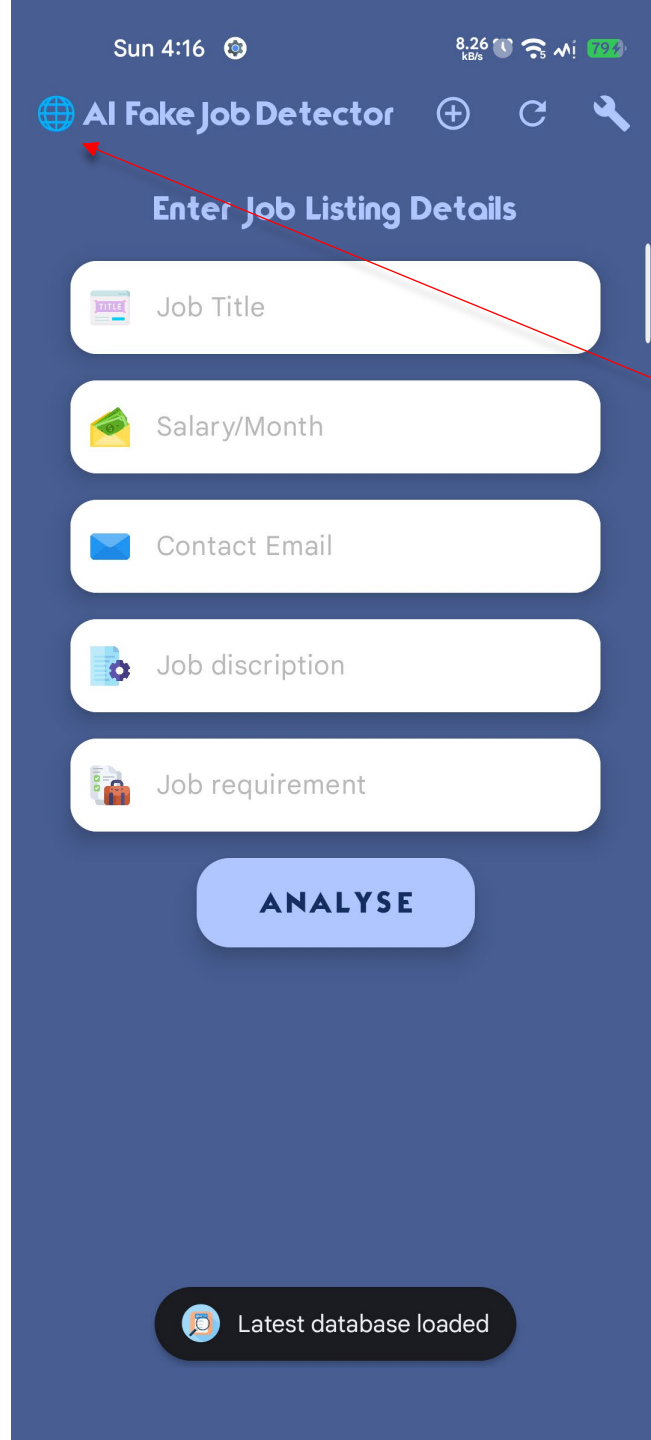 Sun 4:16
8.26 kB/s
5
79
AI Fake Job Detector
Enter Job Listing Details
TITLE
Job Title
Salary/Month
Contact Email
Job discription
Job requirement
ANALYSE
Latest database loaded